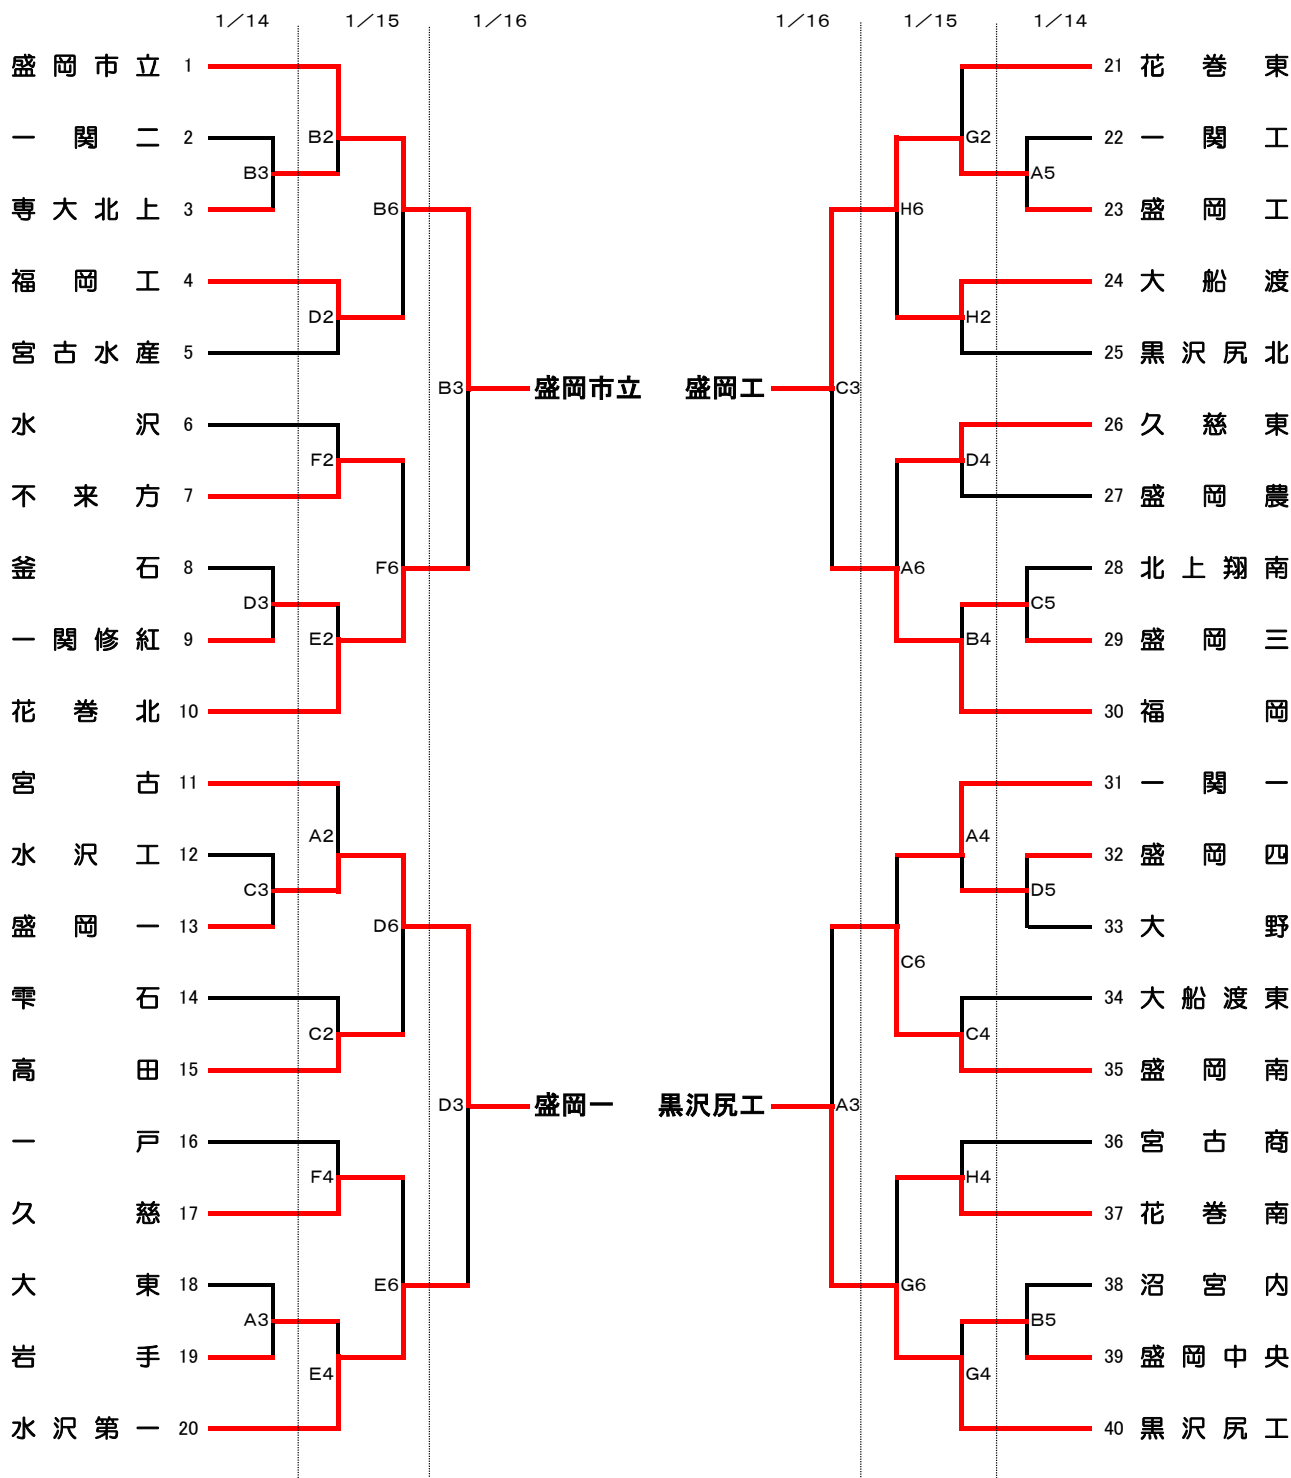 1／14 1／15 1／16 1／16 1／15 1／14
盛岡市立 1 21 花巻東
一関二 2 B2 G2 22 一関工
B3 A5
専大北上 3 B6 H6 23 盛岡工
福岡工 4 24 大船渡
D2 H2
宮古水産 5 25 黒沢尻北
B3 盛岡市立 盛岡工 C3
水沢 6 26 久慈東
F2 D4
不来方 7 27 盛岡農
釜石 8 F6 A6 28 北上翔南
D3 C5
一関修紅 9 E2 B4 29 盛岡三
花巻北 10 30 福岡
宮古 11 31 一関一
A2 A4
水沢工 12 32 盛岡四
C3 D5
盛岡一 13 D6 33 大野
C6
雫石 14 34 大船渡東
C2 C4
高田 15 35 盛岡南
D3 盛岡一 黒沢尻工 A3
一戸 16 36 宮古商
F4 H4
久慈 17 37 花巻南
大東 18 E6 G6 38 沼宮内
A3 B5
岩手 19 39 盛岡中央
E4 G4
水沢第一 20 40 黒沢尻工